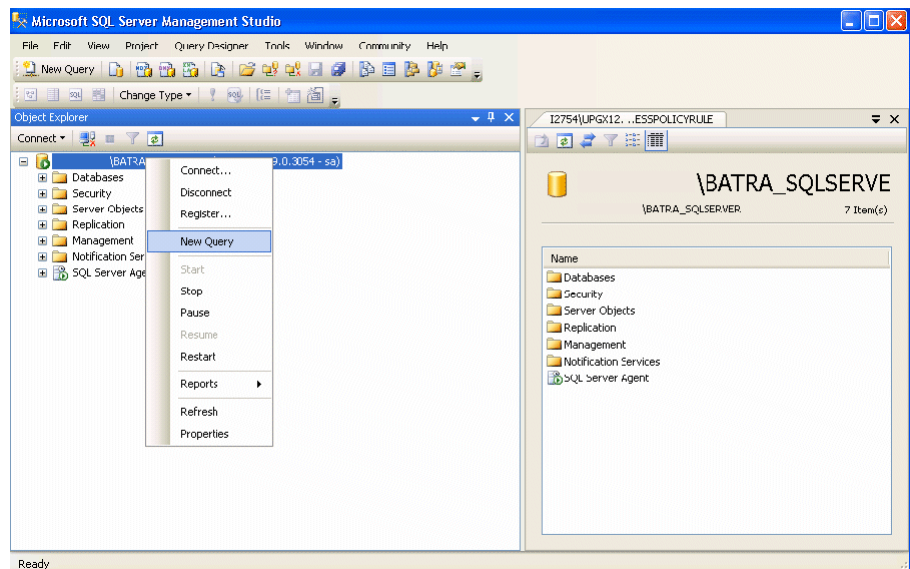 Microsoft SQL Server Management Studio
File Edit View Project Query Designer Tools Window Community Help
New Query
Change Type
Object Explorer
I2754\UPGX12. ..ESSPOLICYRULE
Connect
\BATRA 9.0.3054 - sa)
Databases
Security
Server Objects
Replication
Management
Notification Ser
SQL Server Age
Connect...
Disconnect
Register...
New Query
Start
Stop
Pause
Resume
Restart
Reports
Refresh
Properties
\BATRA_SQLSERVE
\BATRA_SQLSERVER 7 Item(s)
Name
Databases
Security
Server Objects
Replication
Management
Notification Services
SQL Server Agent
Ready